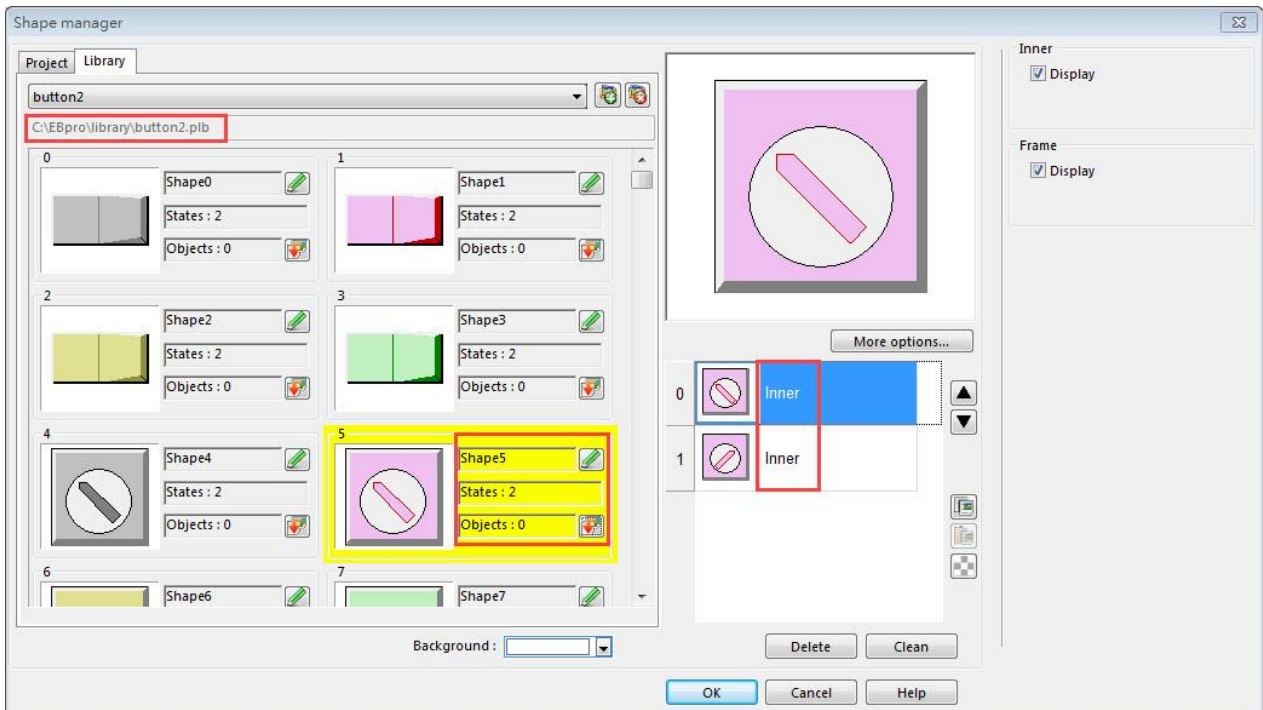 Shape manager
Project
Library
button2
C:\EBpro\library\button2.plb
0
Shape0
States : 2
Objects : 0
1
Shape1
States : 2
Objects : 0
2
Shape2
States : 2
Objects : 0
3
Shape3
States : 2
Objects : 0
4
Shape4
States : 2
Objects : 0
5
Shape5
States : 2
Objects : 0
6
Shape6
7
Shape7
Background :
More options...
0
Inner
1
Inner
Delete
Clean
OK
Cancel
Help
Inner
Display
Frame
Display